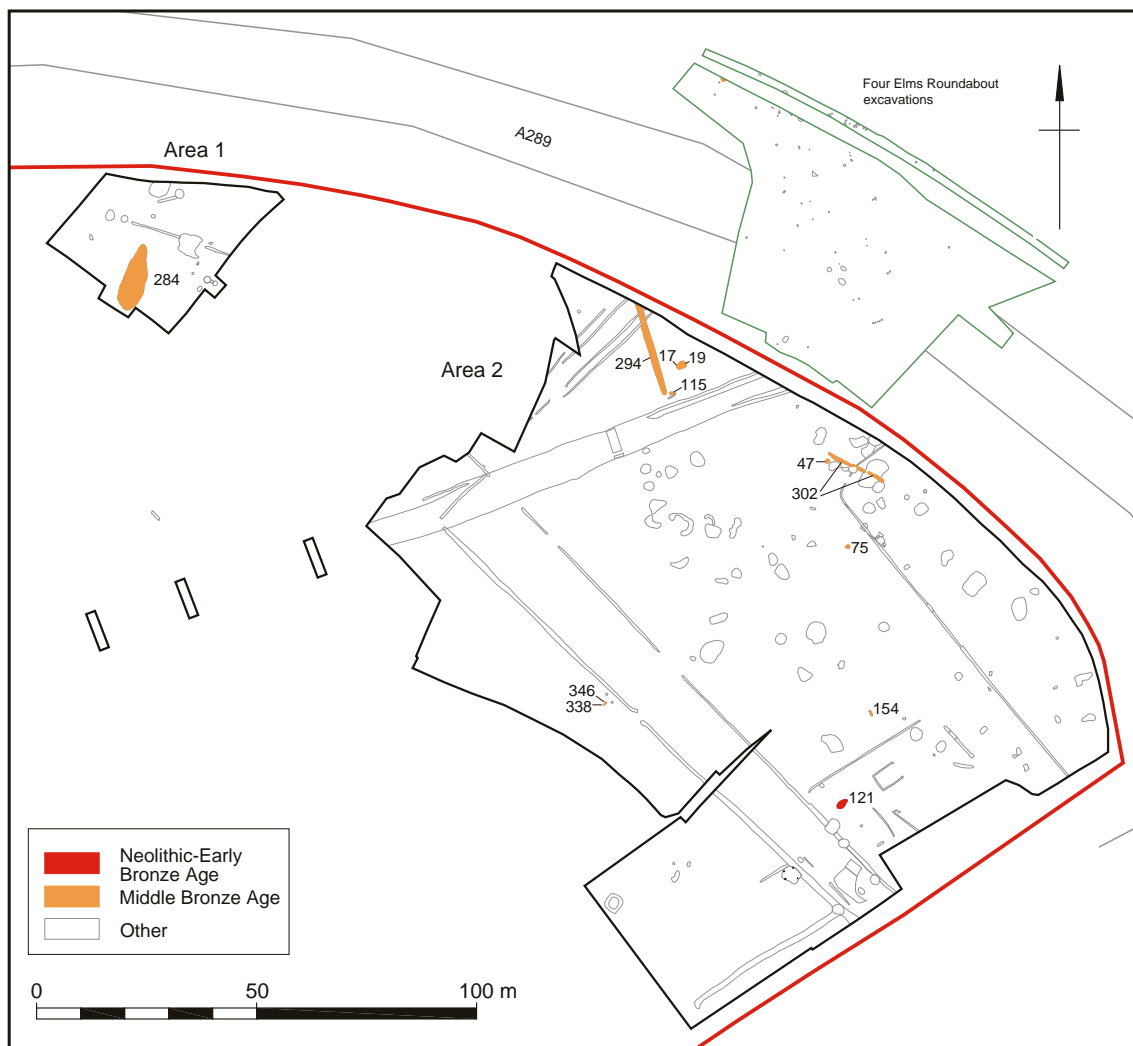 Four Elms Roundabout
excavations
A289
Area 1
284
Area 2
17
19
294
115
47
302
75
346
338
154
121
Neolithic-Early
Bronze Age
Middle Bronze Age
Other
0
50
100 m